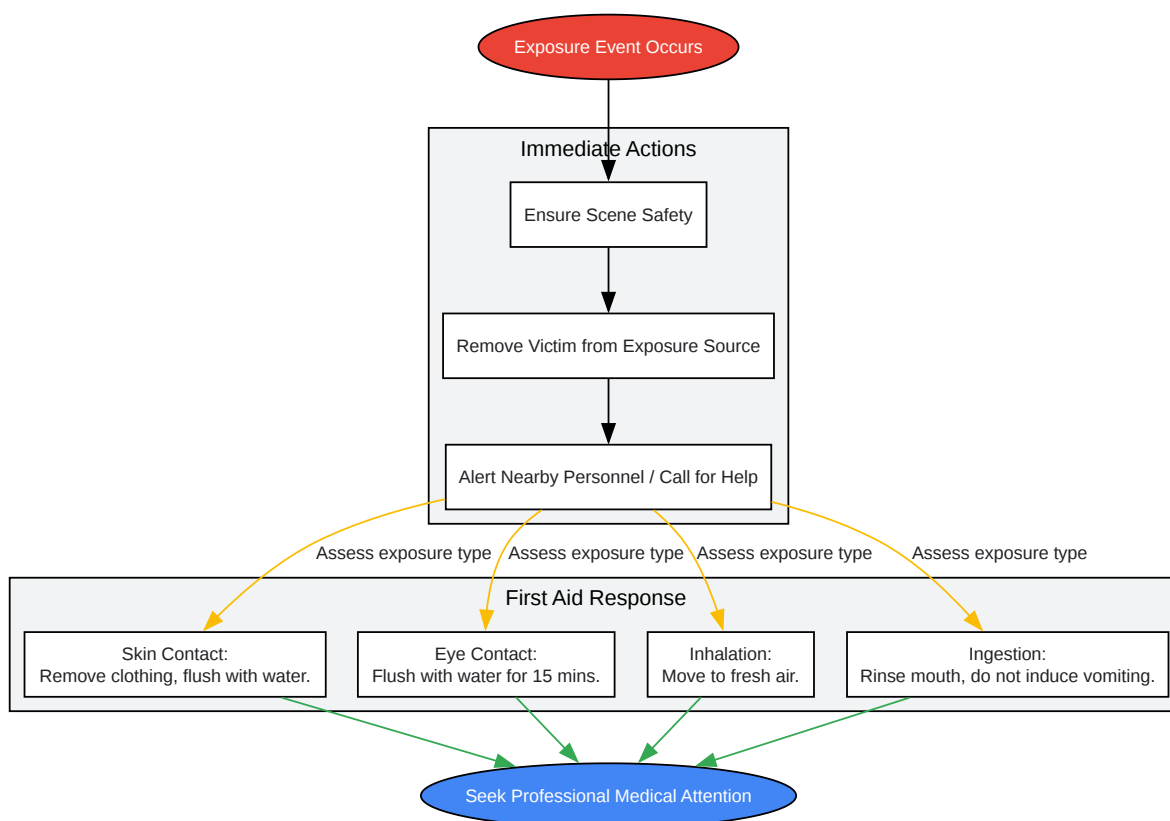 Exposure Event Occurs
Immediate Actions
Ensure Scene Safety
Remove Victim from Exposure Source
Alert Nearby Personnel / Call for Help
Assess exposure type
Assess exposure type
Assess exposure type
Assess exposure type
First Aid Response
Skin Contact:
Remove clothing, flush with water.
Eye Contact:
Flush with water for 15 mins.
Inhalation:
Move to fresh air.
Ingestion:
Rinse mouth, do not induce vomiting.
Seek Professional Medical Attention